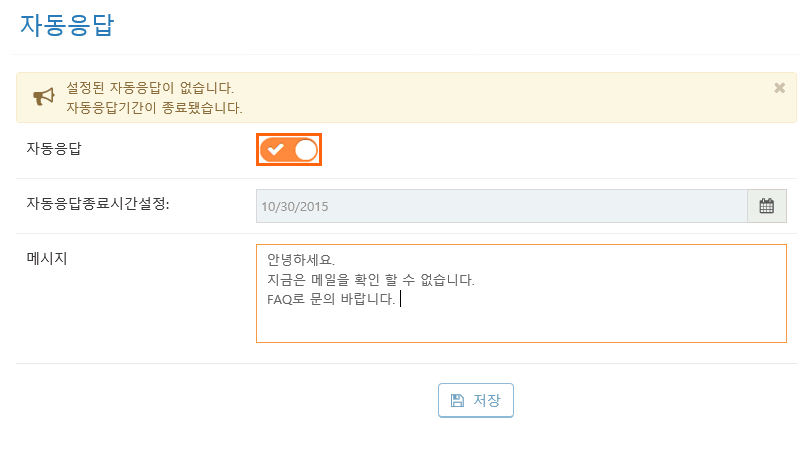 자동응답
설정된 자동응답이 없습니다.
자동응답기간이 종료됐습니다.
자동응답
자동응답종료시간설정:
10/30/2015
메시지
안녕하세요.
지금은 메일을 확인 할 수 없습니다.
FAQ로 문의 바랍니다.
저장